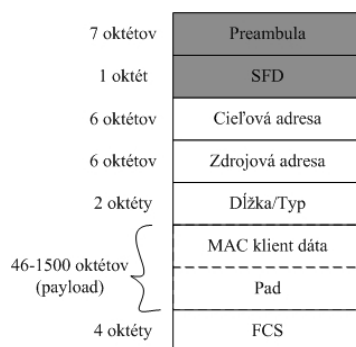 7 oktétov Preambula
1 oktét SFD
6 oktétov Cieľová adresa
6 oktétov Zdrojová adresa
2 oktéty Dĺžka/Typ
MAC klient dáta
46-1500 oktétov
(payload)
Pad
4 oktéty FCS